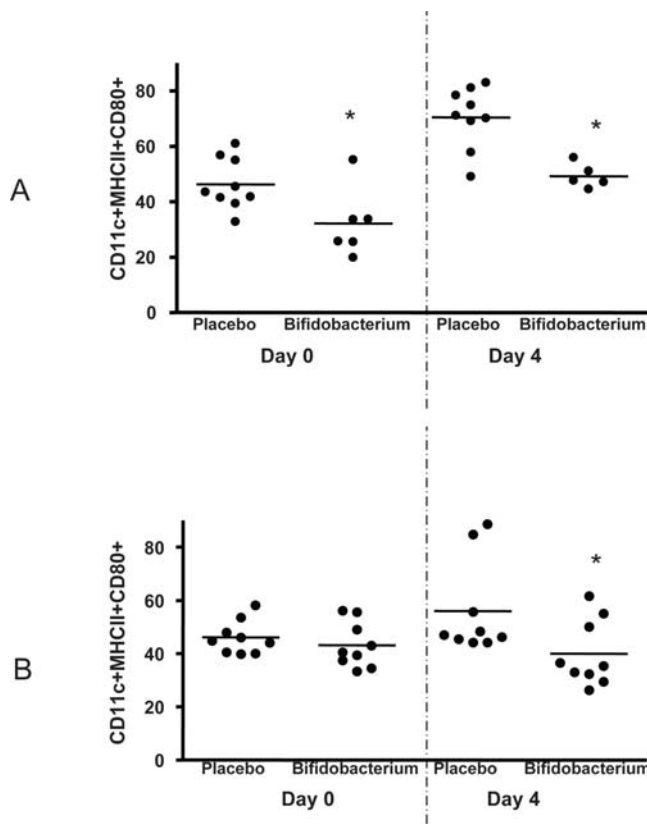 A
CD11c+MHCII+CD80+
80
60
40
20
0
*
*
Placebo Bifidobacterium Placebo Bifidobacterium
Day 0 Day 4
B
CD11c+MHCII+CD80+
80
60
40
20
0
*
Placebo Bifidobacterium Placebo Bifidobacterium
Day 0 Day 4